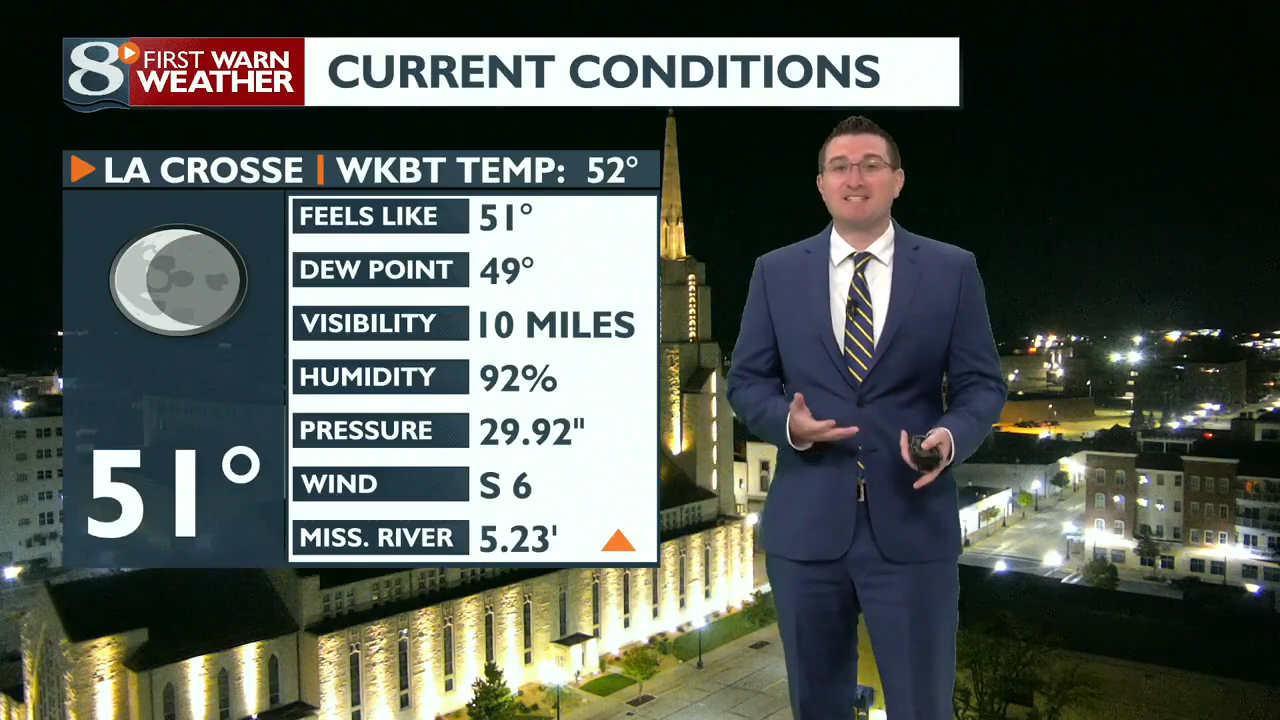 8 FIRST WARN
WEATHER
CURRENT CONDITIONS
LA CROSSE | WKBT TEMP: 52°
FEELS LIKE 51°
DEW POINT 49°
VISIBILITY 10 MILES
HUMIDITY 92%
PRESSURE 29.92"
WIND S 6
MISS. RIVER 5.23'
51°